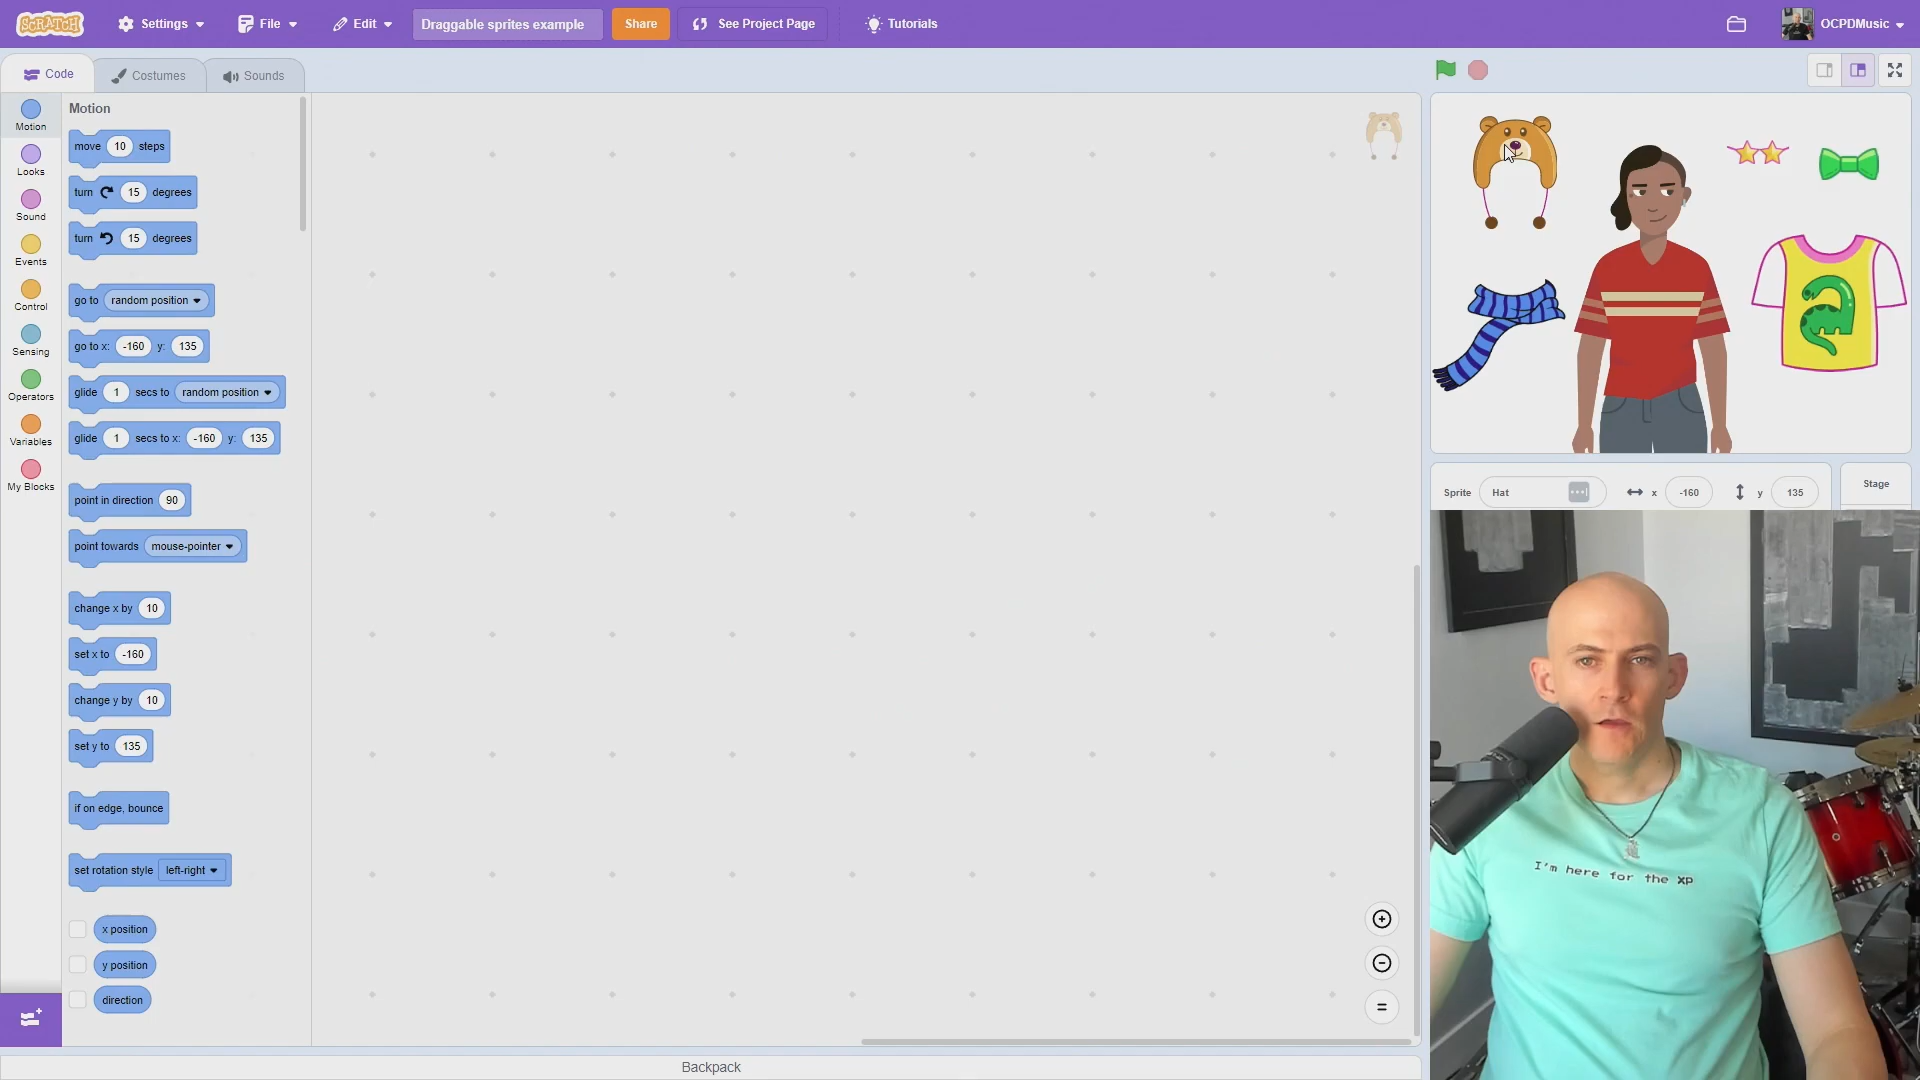 SCRATCH
Settings
File
Edit
Draggable sprites example
Share
See Project Page
Tutorials
OCPDMusic
Code
Costumes
Sounds
Motion
Looks
Sound
Events
Control
Sensing
Operators
Variables
My Blocks
Motion
move 10 steps
turn 15 degrees
turn 15 degrees
go to random position
go to x: -160 y: 135
glide 1 secs to random position
glide 1 secs to x: -160 y: 135
point in direction 90
point towards mouse-pointer
change x by 10
set x to -160
change y by 10
set y to 135
if on edge, bounce
set rotation style left-right
x position
y position
direction
Backpack
Sprite Hat x -160 y 135
Stage
I'm here for the XP